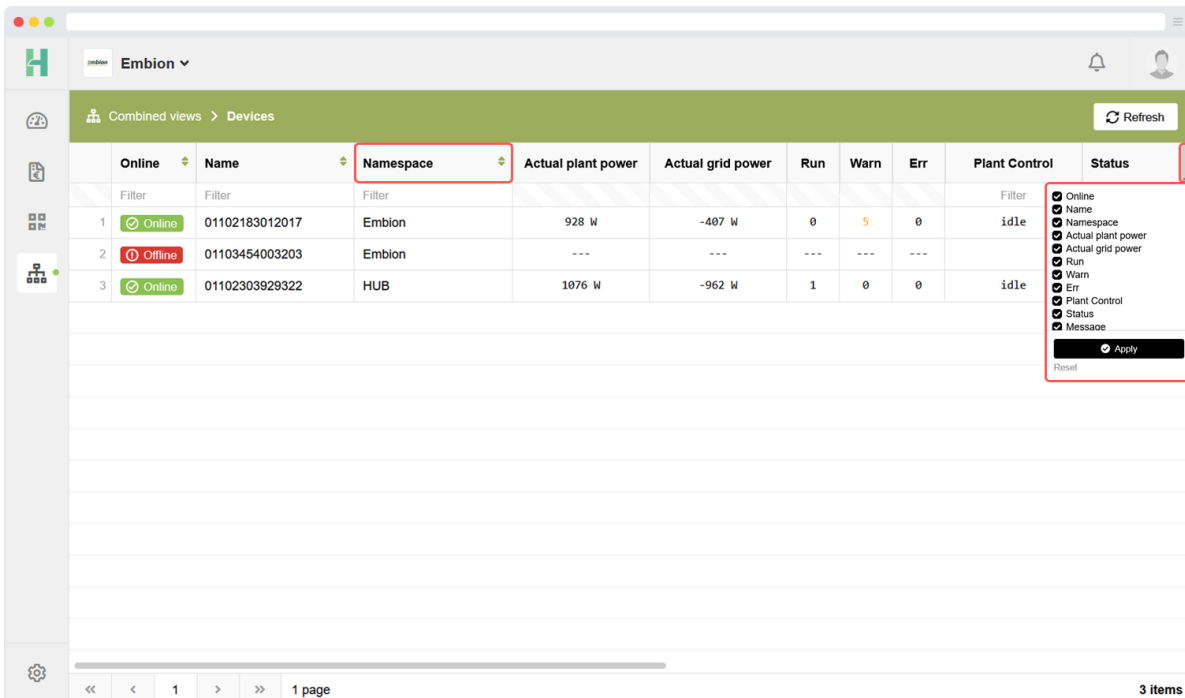 embion Embion
Combined views > Devices Refresh
Online Name Namespace Actual plant power Actual grid power Run Warn Err Plant Control Status
Filter Filter Filter Filter
1 Online 01102183012017 Embion 928 W -407 W 0 5 0 idle
2 Offline 01103454003203 Embion --- --- --- --- ---
3 Online 01102303929322 HUB 1076 W -962 W 1 0 0 idle
Online
Name
Namespace
Actual plant power
Actual grid power
Run
Warn
Err
Plant Control
Status
Message
Apply
Reset
<< < 1 > >> 1 page 3 items